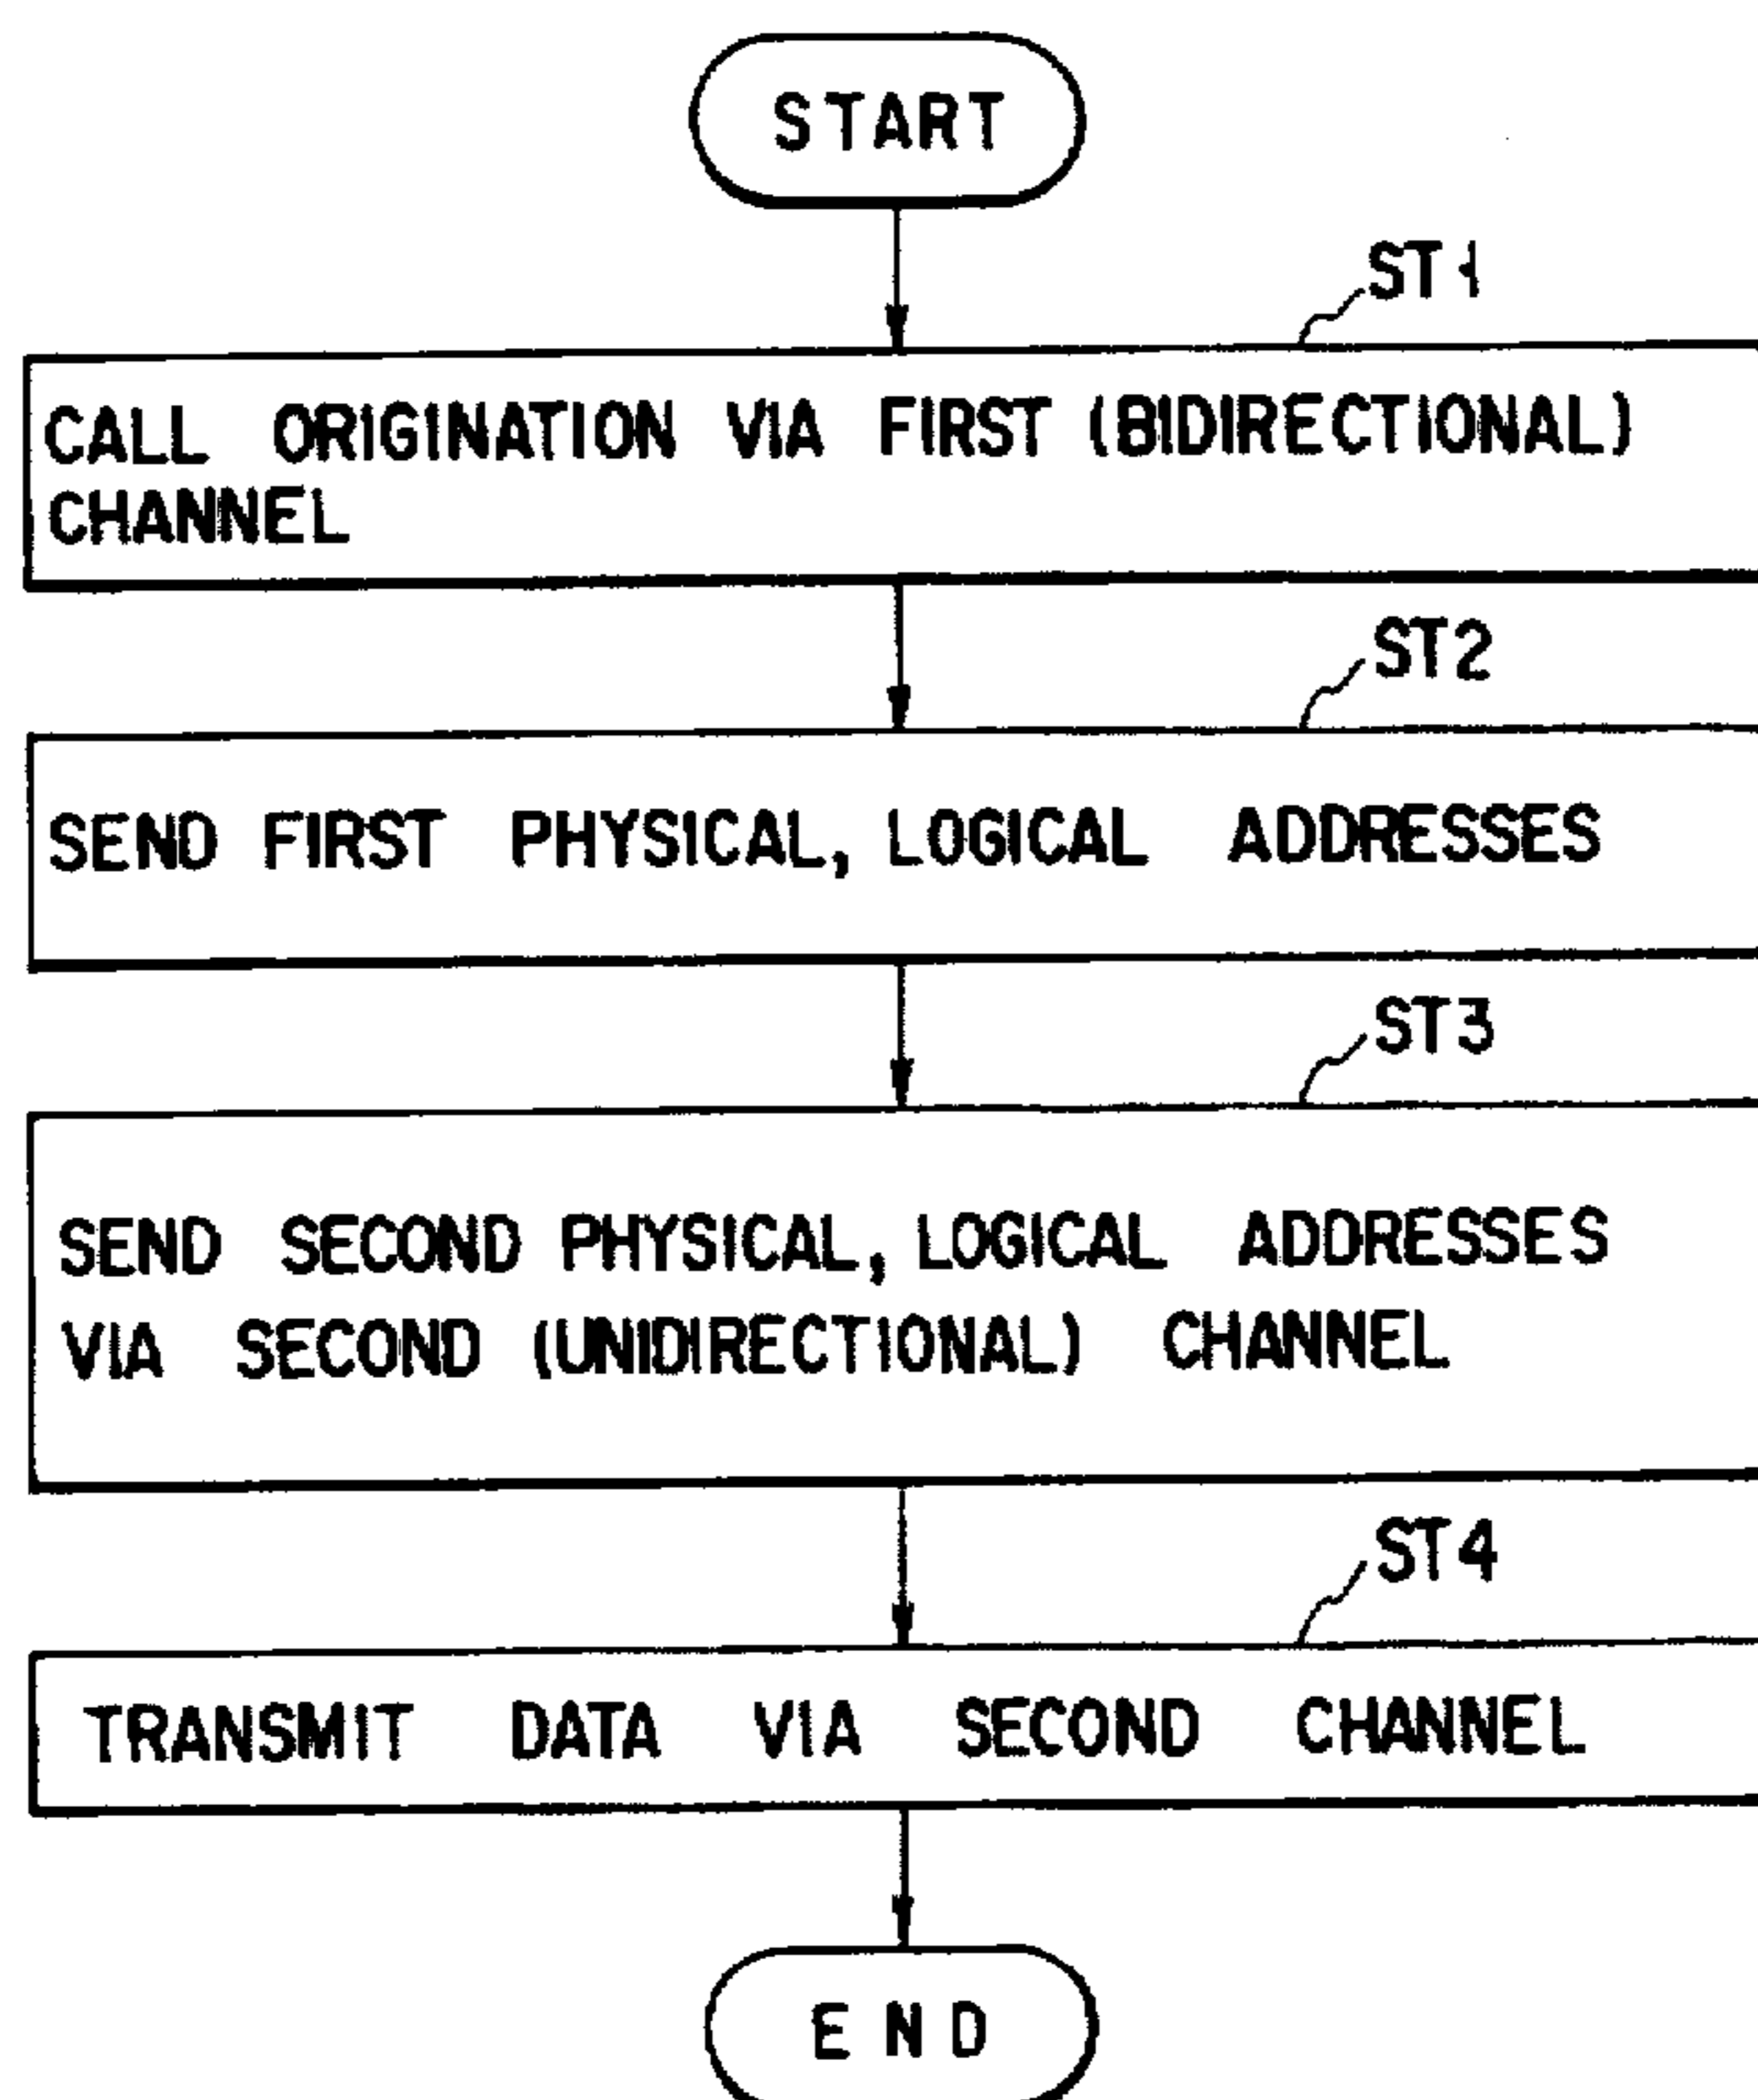 START
ST1
CALL ORIGINATION VIA FIRST (BIDIRECTIONAL)
CHANNEL
ST2
SEND FIRST PHYSICAL, LOGICAL ADDRESSES
ST3
SEND SECOND PHYSICAL, LOGICAL ADDRESSES
VIA SECOND (UNIDIRECTIONAL) CHANNEL
ST4
TRANSMIT DATA VIA SECOND CHANNEL
END